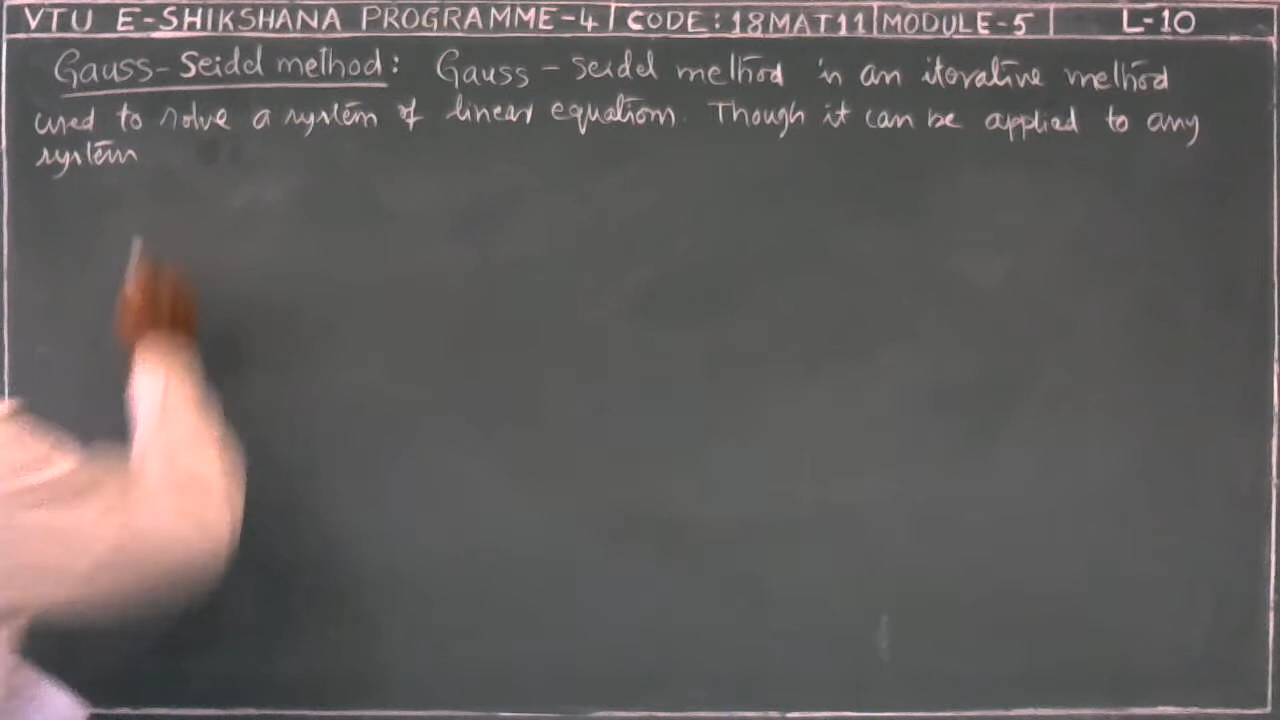 VTU E-SHIKSHANA PROGRAMME-4 | CODE: 18MAT11 | MODULE-5 | L-10
Gauss-Seidel method: Gauss-seidel method is an iterative method
used to solve a system of linear equations. Though it can be applied to any
system